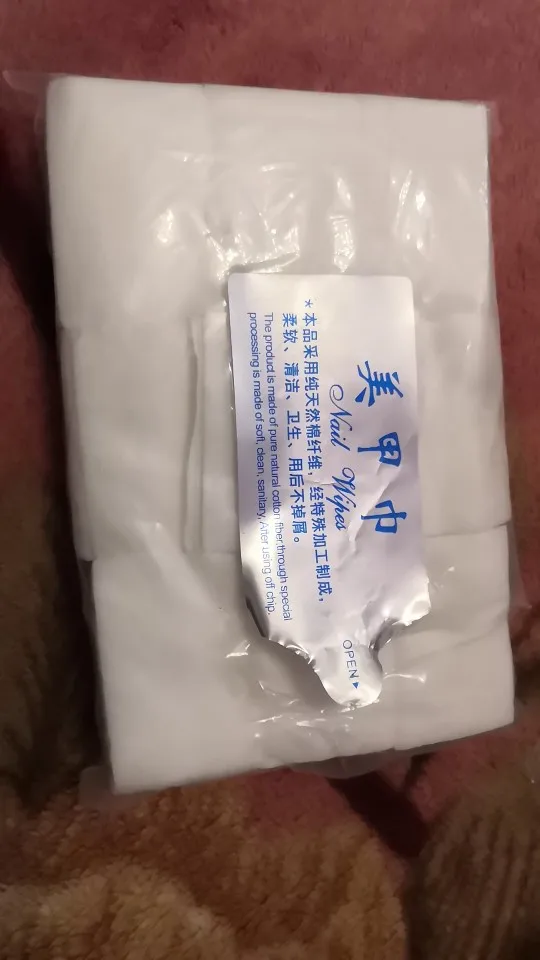 美甲巾
Nail Wipes
*本品采用纯天然棉纤维，经特殊加工制成，
柔软、清洁、卫生、用后不掉屑。
The product is made of pure natural cotton fiber,through special
processing is made of soft, clean, sanitary,After using off chip.
OPEN▸